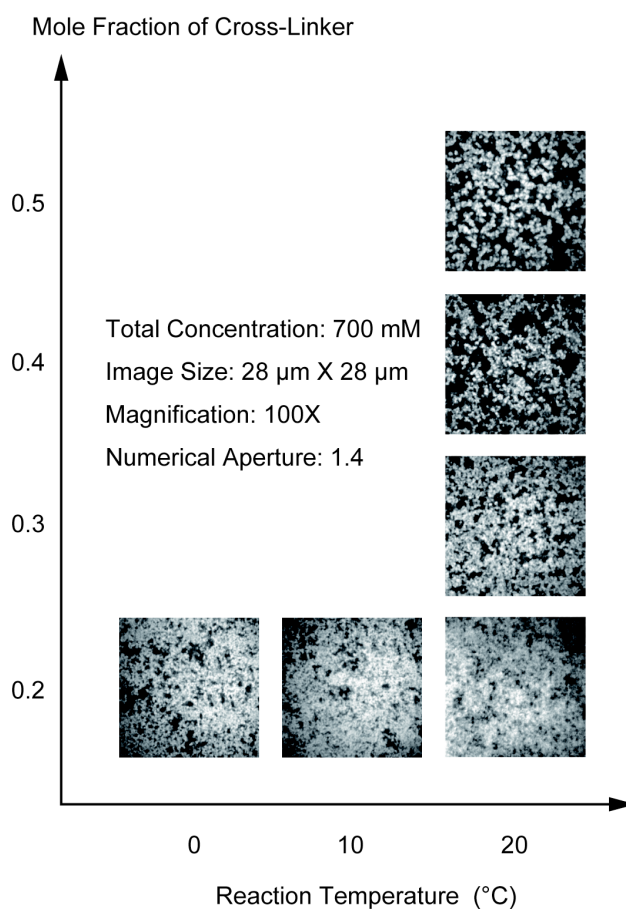 Mole Fraction of Cross-Linker
0.5
Total Concentration: 700 mM
0.4
Image Size: 28 µm X 28 µm
Magnification: 100X
Numerical Aperture: 1.4
0.3
0.2
0 10 20
Reaction Temperature (°C)